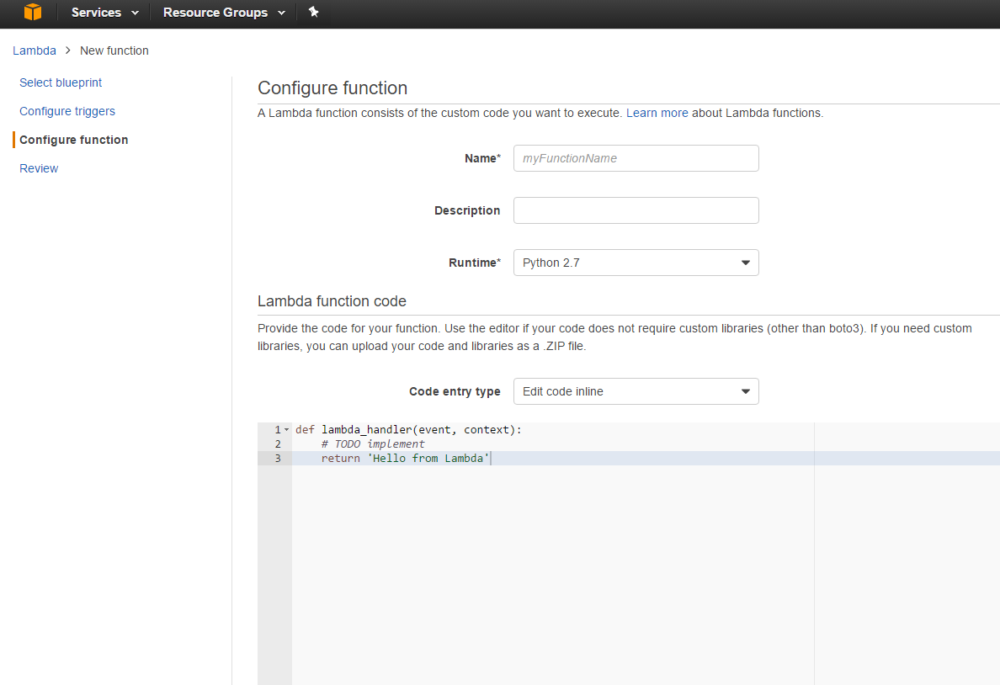 Services Resource Groups
Lambda > New function
Select blueprint
Configure triggers
Configure function
Review
Configure function
A Lambda function consists of the custom code you want to execute. Learn more about Lambda functions.
Name* myFunctionName
Description
Runtime* Python 2.7
Lambda function code
Provide the code for your function. Use the editor if your code does not require custom libraries (other than boto3). If you need custom
libraries, you can upload your code and libraries as a .ZIP file.
Code entry type Edit code inline
1 def lambda_handler(event, context):
2     # TODO implement
3     return 'Hello from Lambda'